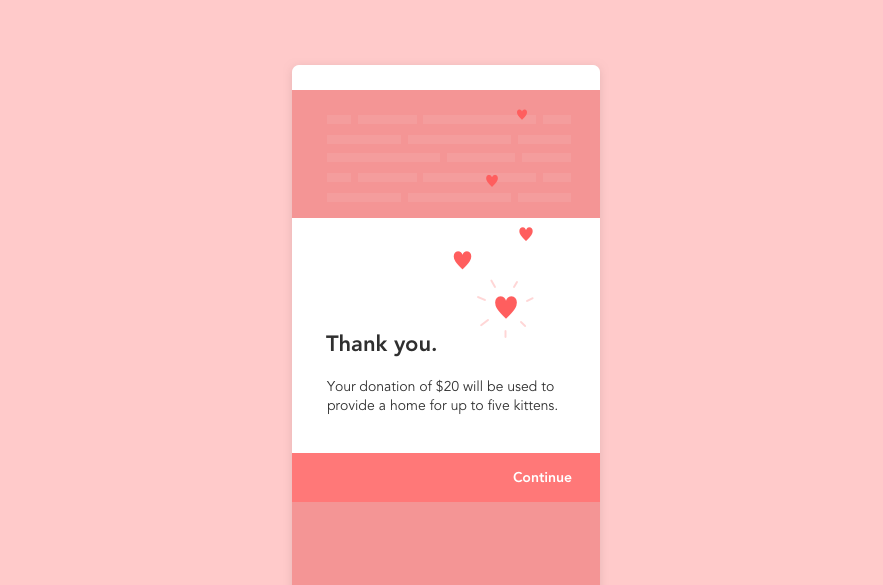 Thank you.
Your donation of $20 will be used to
provide a home for up to five kittens.
Continue